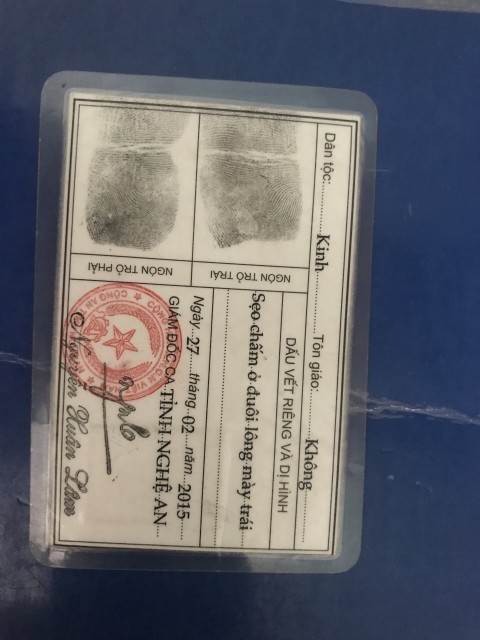 Dân tộc:..........Kinh..........Tôn giáo:..........Không..........
NGÓN TRỎ TRÁI
NGÓN TRỎ PHẢI
DẤU VẾT RIÊNG VÀ DỊ HÌNH
Sẹo chấm ở đuôi lông mày trái
Ngày...27...tháng...02...năm...2015......
GIÁM ĐỐC CA TỈNH NGHỆ AN...
Nguyễn Xuân Lâm